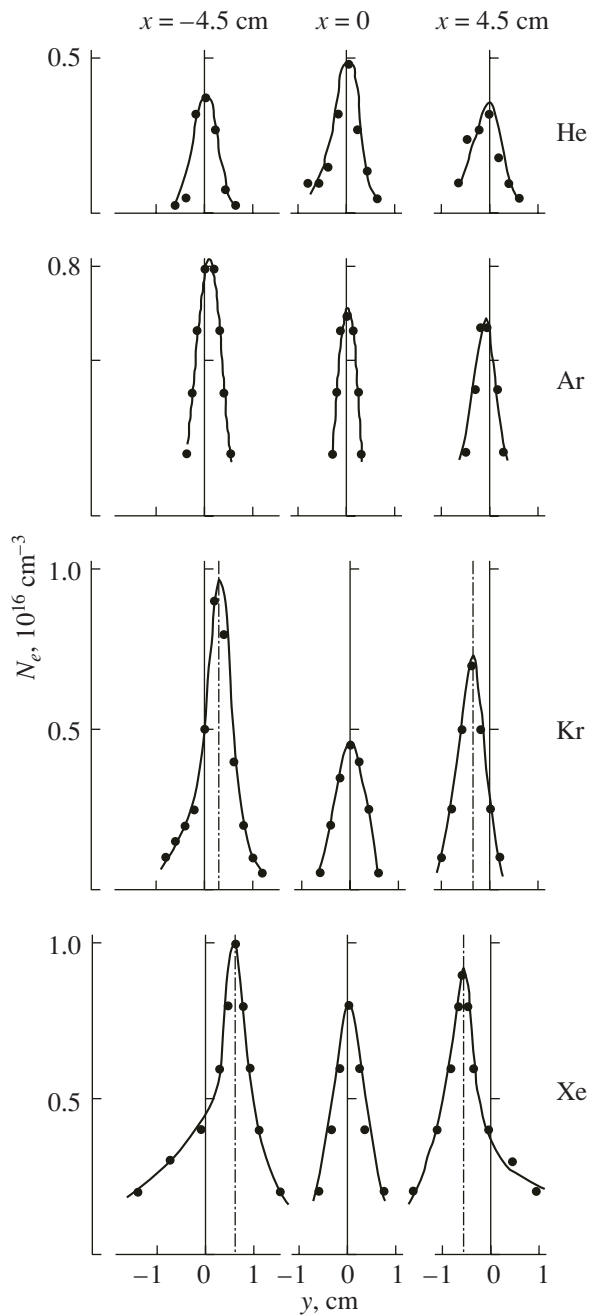 x = –4.5 cm x = 0 x = 4.5 cm
0.5
He
0.8
Ar
N_e, 10^16 cm^–3
1.0
0.5
Kr
1.0
0.5
Xe
–1 0 1 –1 0 1 –1 0 1
y, cm